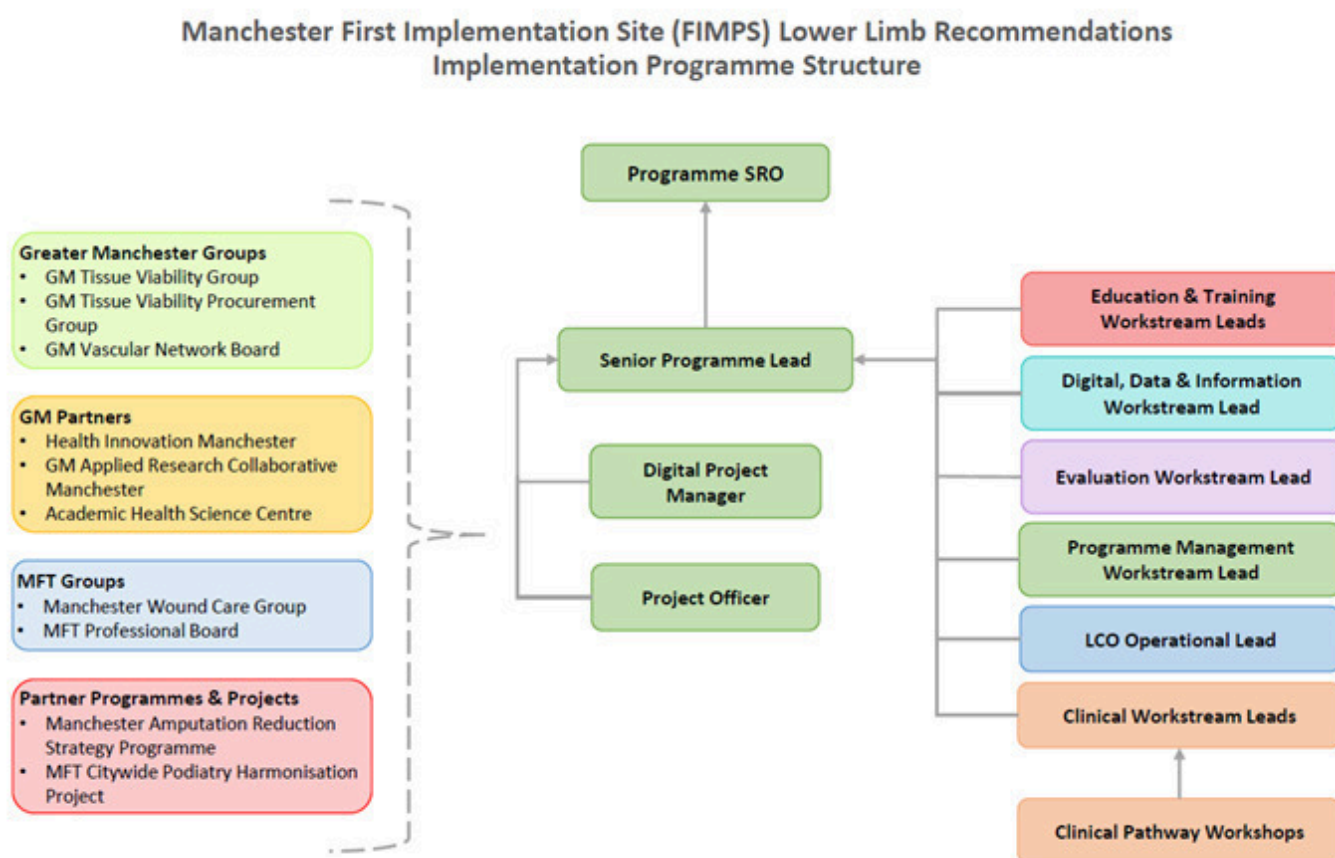 Manchester First Implementation Site (FIMPS) Lower Limb Recommendations
Implementation Programme Structure
Programme SRO
Greater Manchester Groups
• GM Tissue Viability Group
• GM Tissue Viability Procurement
Group
• GM Vascular Network Board
GM Partners
• Health Innovation Manchester
• GM Applied Research Collaborative
Manchester
• Academic Health Science Centre
MFT Groups
• Manchester Wound Care Group
• MFT Professional Board
Partner Programmes & Projects
• Manchester Amputation Reduction
Strategy Programme
• MFT Citywide Podiatry Harmonisation
Project
Senior Programme Lead
Digital Project
Manager
Project Officer
Education & Training
Workstream Leads
Digital, Data & Information
Workstream Lead
Evaluation Workstream Lead
Programme Management
Workstream Lead
LCO Operational Lead
Clinical Workstream Leads
Clinical Pathway Workshops